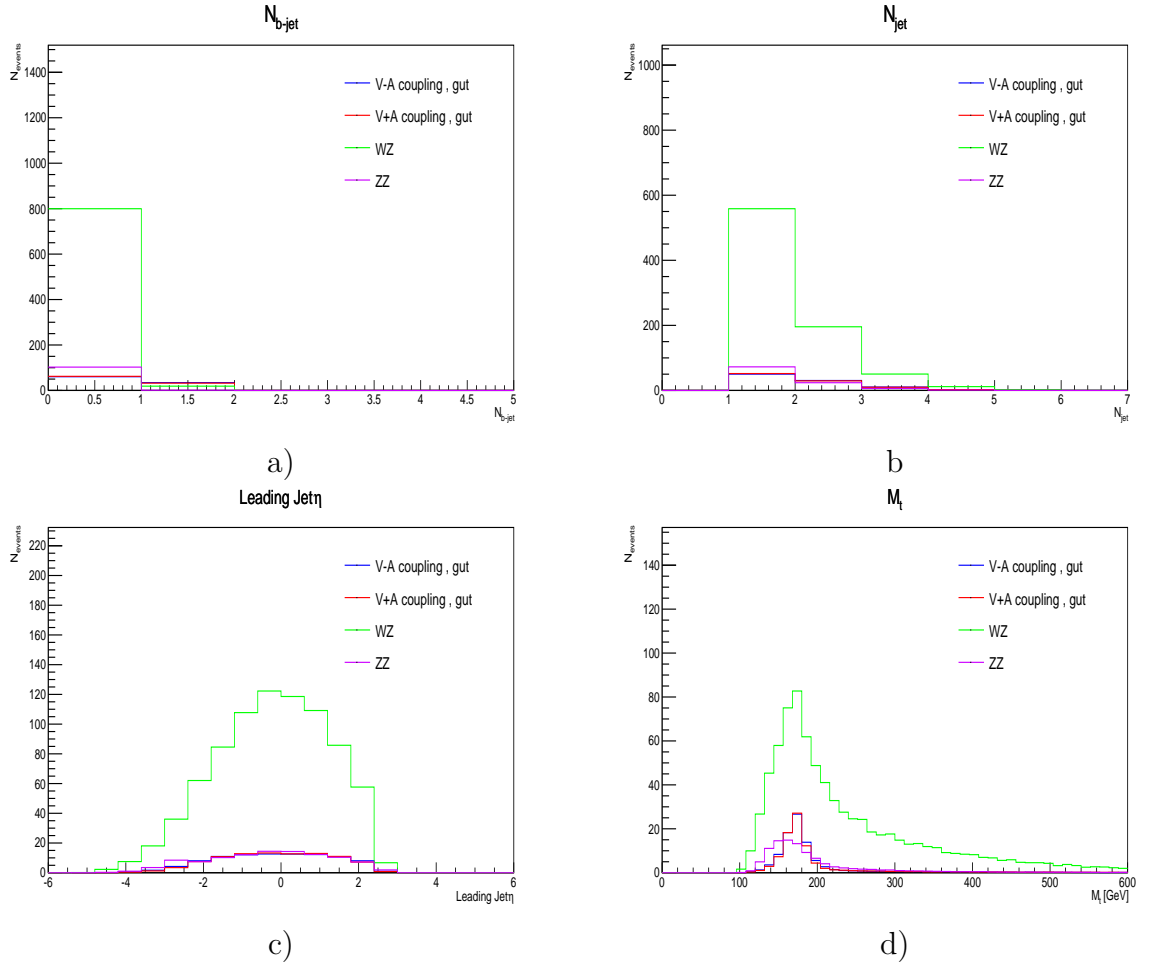 N_b-jet
N_events
1400
1200
1000
800
600
400
200
0
0 0.5 1 1.5 2 2.5 3 3.5 4 4.5 5
N_b-jet
V-A coupling , gut
V+A coupling , gut
WZ
ZZ
a)
N_jet
N_events
1000
800
600
400
200
0
0 1 2 3 4 5 6 7
N_jet
V-A coupling , gut
V+A coupling , gut
WZ
ZZ
b
Leading Jetη
N_events
220
200
180
160
140
120
100
80
60
40
20
0
-6 -4 -2 0 2 4 6
Leading Jetη
V-A coupling , gut
V+A coupling , gut
WZ
ZZ
c)
M_t
N_events
140
120
100
80
60
40
20
0
0 100 200 300 400 500 600
M_t [GeV]
V-A coupling , gut
V+A coupling , gut
WZ
ZZ
d)